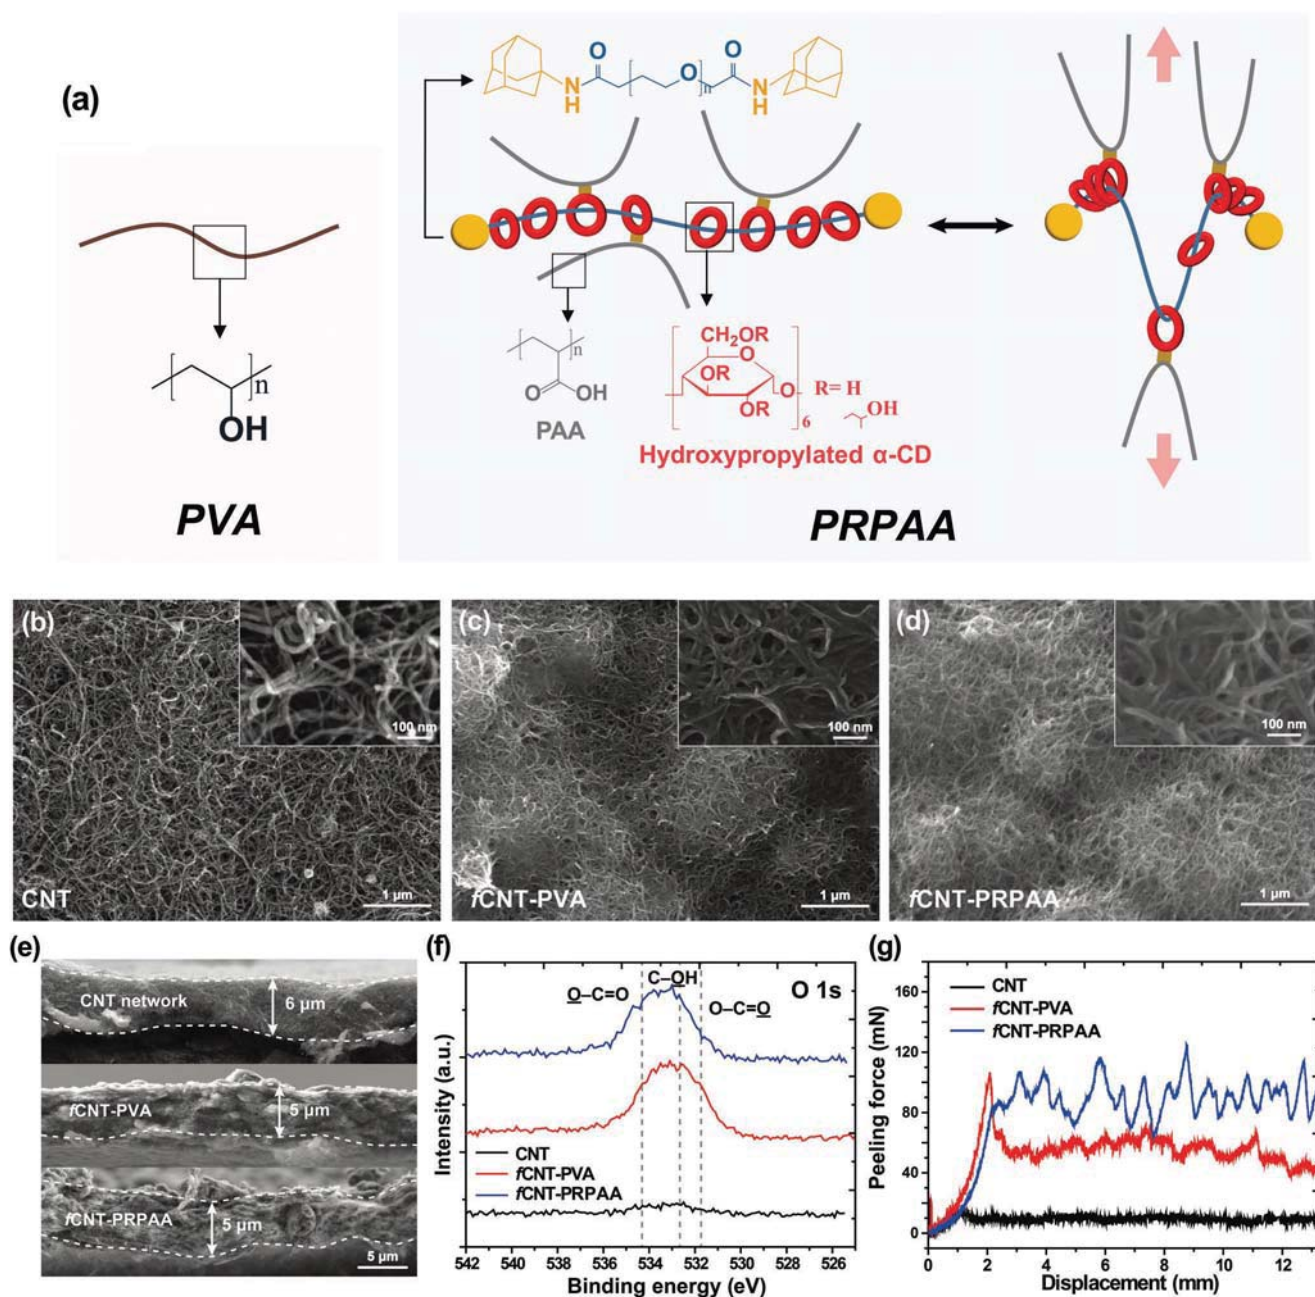 (a)
O
O
N
H
[ ]n
O
N
H
[ ]n
OH
PVA
[ ]n
O
OH
PAA
CH₂OR
O
OR
OR
O
6
R= H
OH
Hydroxypropylated α-CD
PRPAA
(b)
100 nm
CNT
1 µm
(c)
100 nm
fCNT-PVA
1 µm
(d)
100 nm
fCNT-PRPAA
1 µm
(e)
CNT network
6 µm
fCNT-PVA
5 µm
fCNT-PRPAA
5 µm
5 µm
(f)
O–C=O
C–OH
O–C=O
O 1s
Intensity (a.u.)
CNT
fCNT-PVA
fCNT-PRPAA
542 540 538 536 534 532 530 528 526
Binding energy (eV)
(g)
Peeling force (mN)
160
120
80
40
0
CNT
fCNT-PVA
fCNT-PRPAA
0 2 4 6 8 10 12
Displacement (mm)